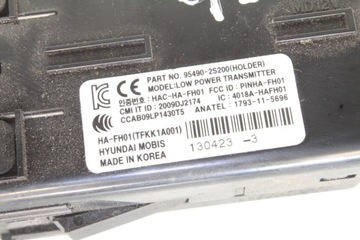 PART NO. 95490-2S200(HOLDER)
MODEL:LOW POWER TRANSMITTER
인증번호: HAC-HA-FH01 FCC ID: PINHA-FH01
CMI IT ID: 2009DJ2174 IC: 4018A-HAFH01
CCAB09LP1430T5 ANATEL: 1793-11-5696
HA-FH01(TFKK1A001)
HYUNDAI MOBIS
MADE IN KOREA
130423 -3